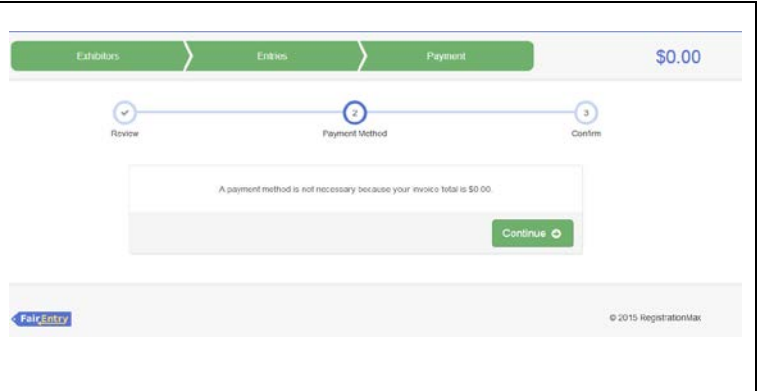 Exhibitors Entries Payment $0.00
2 3
Review Payment Method Confirm
A payment method is not necessary because your invoice total is $0.00.
Continue
FairEntry © 2015 RegistrationMax